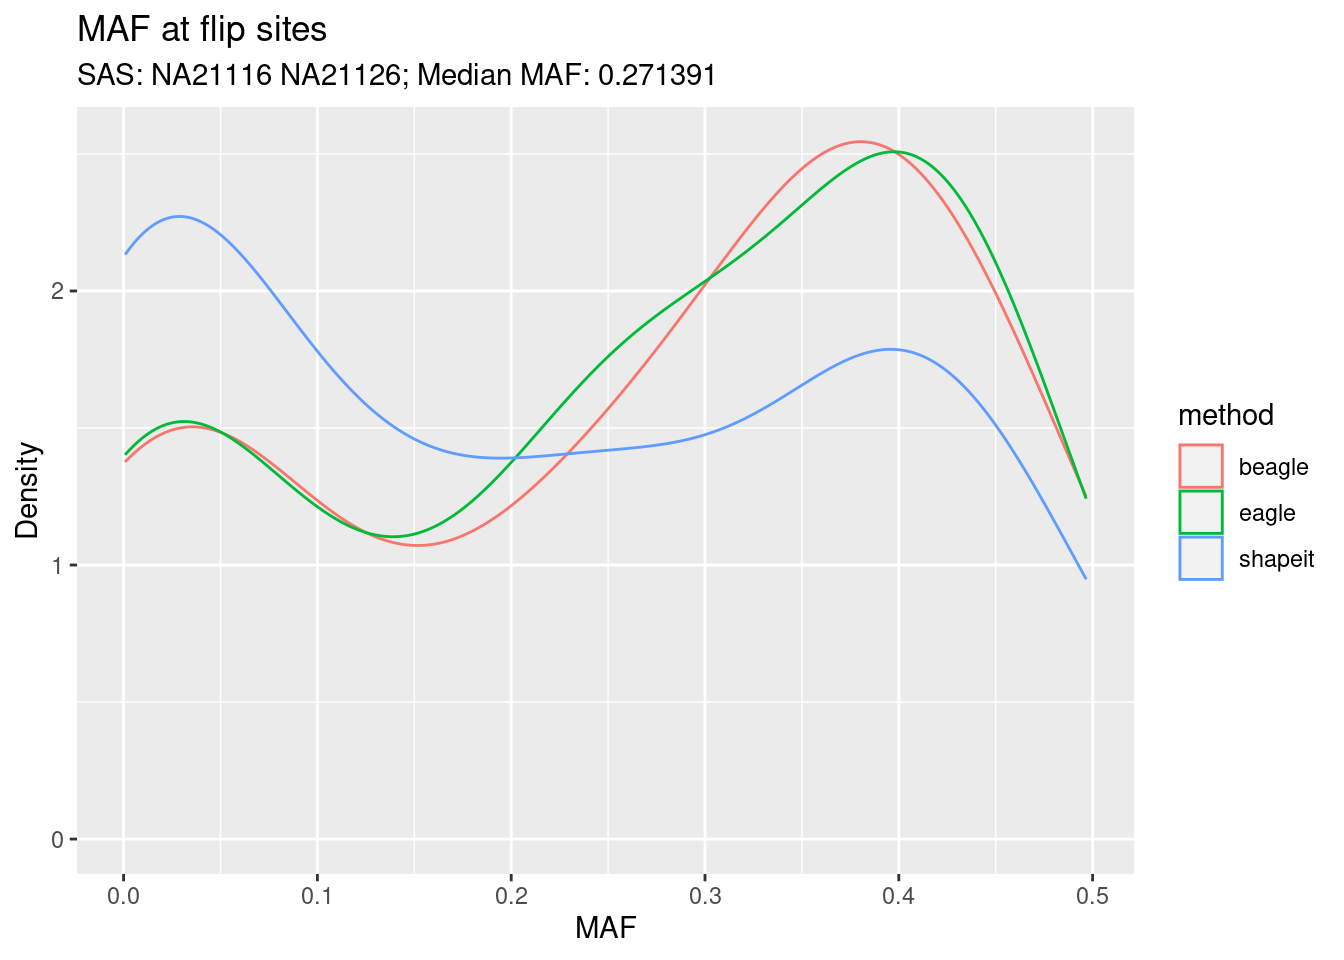 MAF at flip sites
SAS: NA21116 NA21126; Median MAF: 0.271391
Density
2
1
0
0.0 0.1 0.2 0.3 0.4 0.5
MAF
method
beagle
eagle
shapeit